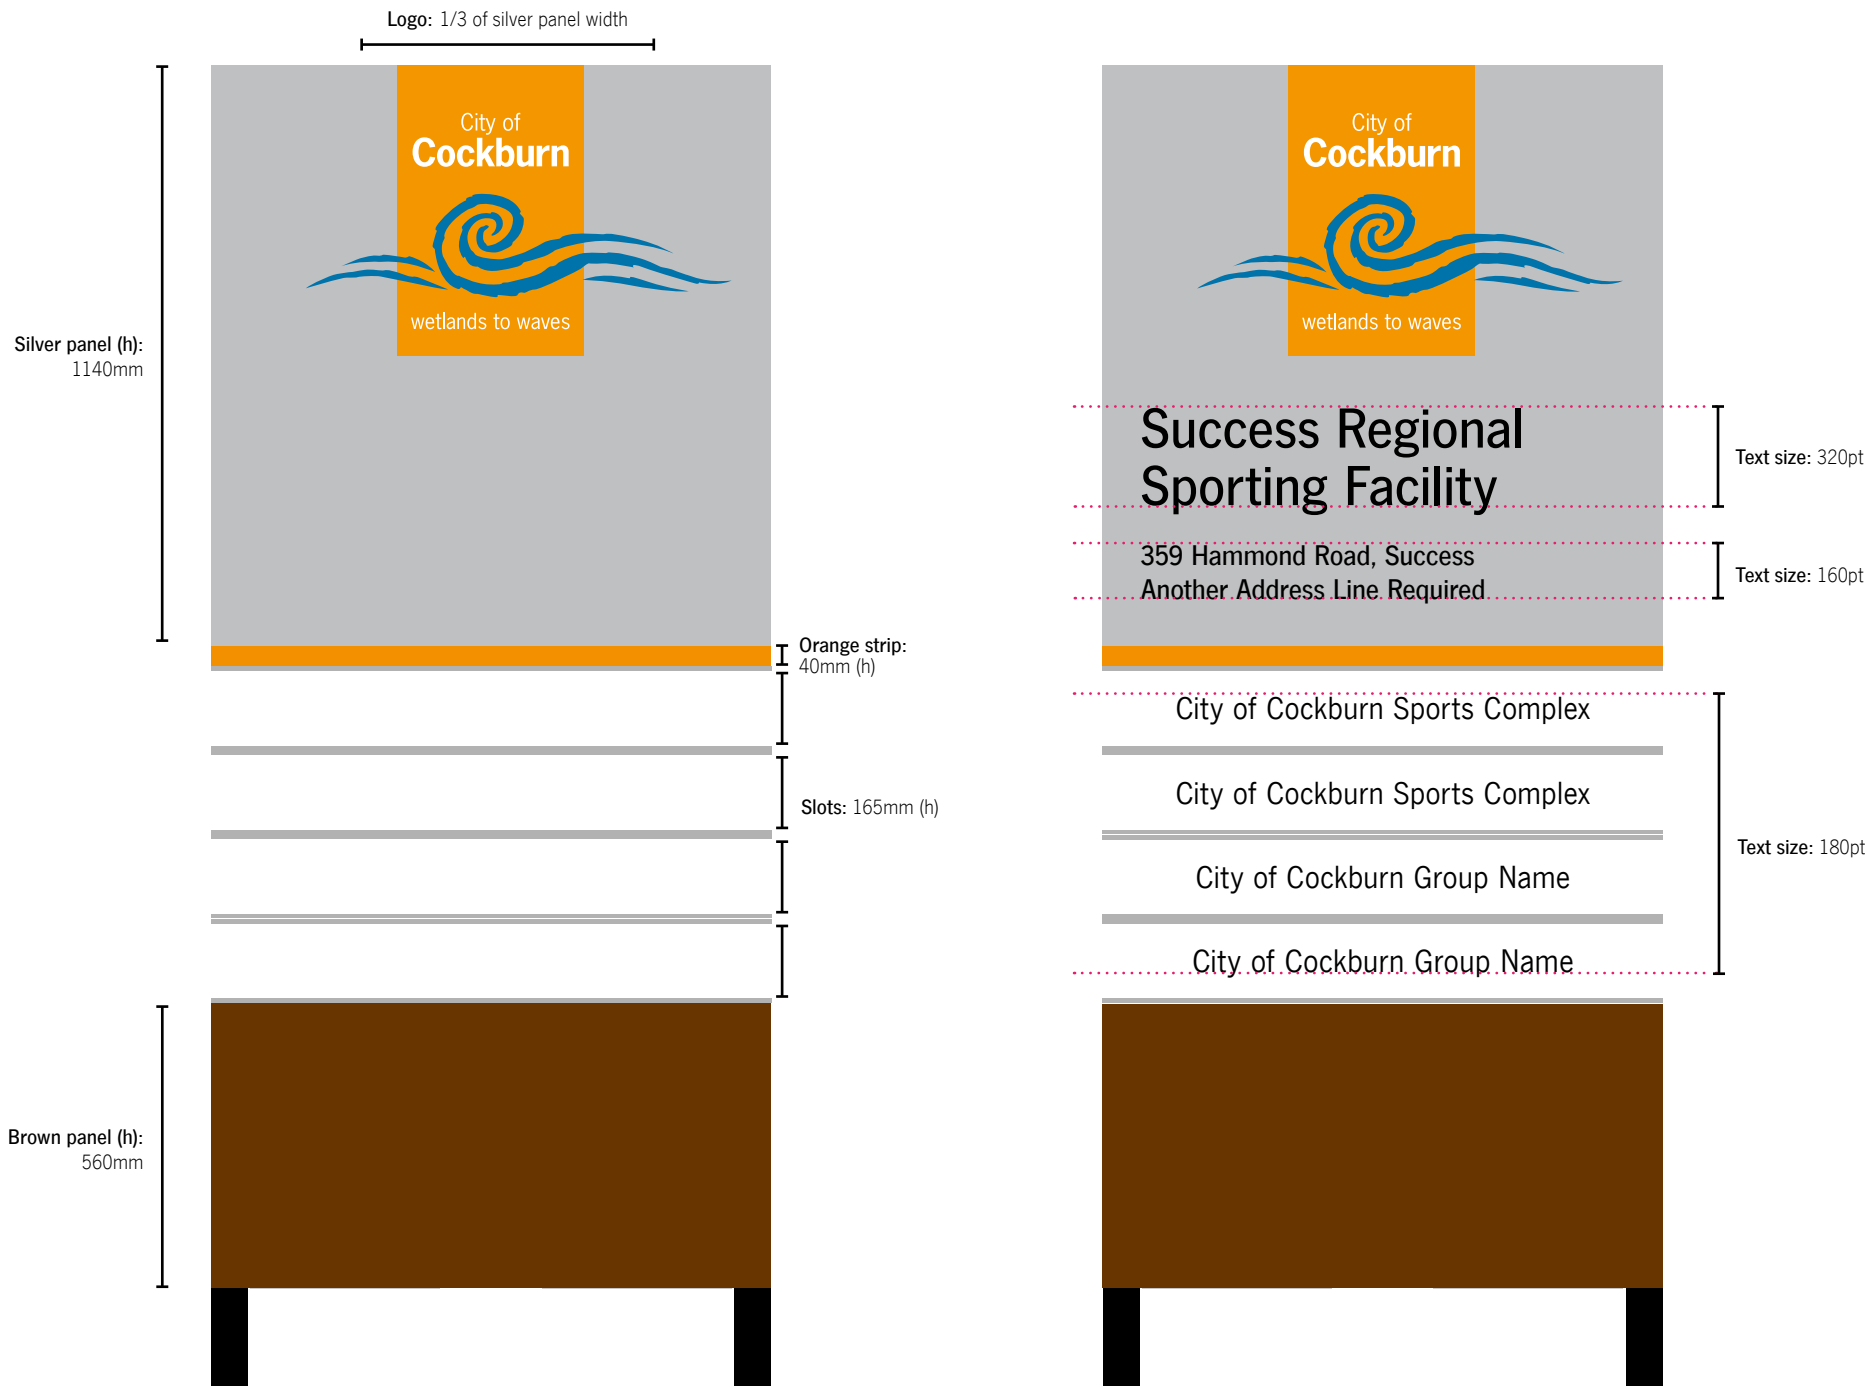 Logo: 1/3 of silver panel width
City of
Cockburn
wetlands to waves
Silver panel (h):
1140mm
Orange strip:
40mm (h)
Slots: 165mm (h)
Brown panel (h):
560mm
City of
Cockburn
wetlands to waves
Success Regional
Sporting Facility
Text size: 320pt
359 Hammond Road, Success
Another Address Line Required
Text size: 160pt
City of Cockburn Sports Complex
City of Cockburn Sports Complex
City of Cockburn Group Name
City of Cockburn Group Name
Text size: 180pt